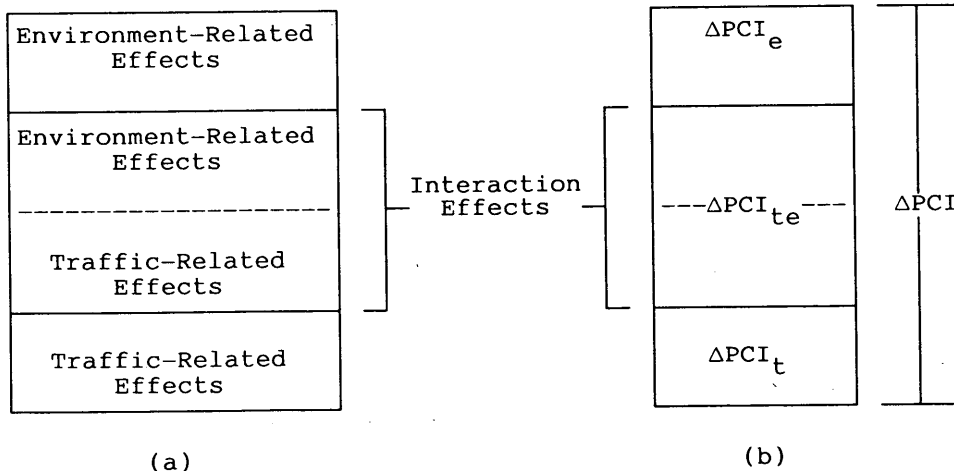 Environment-Related
Effects
Environment-Related
Effects
Traffic-Related
Effects
Traffic-Related
Effects
(a)
Interaction
Effects
ΔPCIe
ΔPCIte
ΔPCIt
ΔPCI
(b)